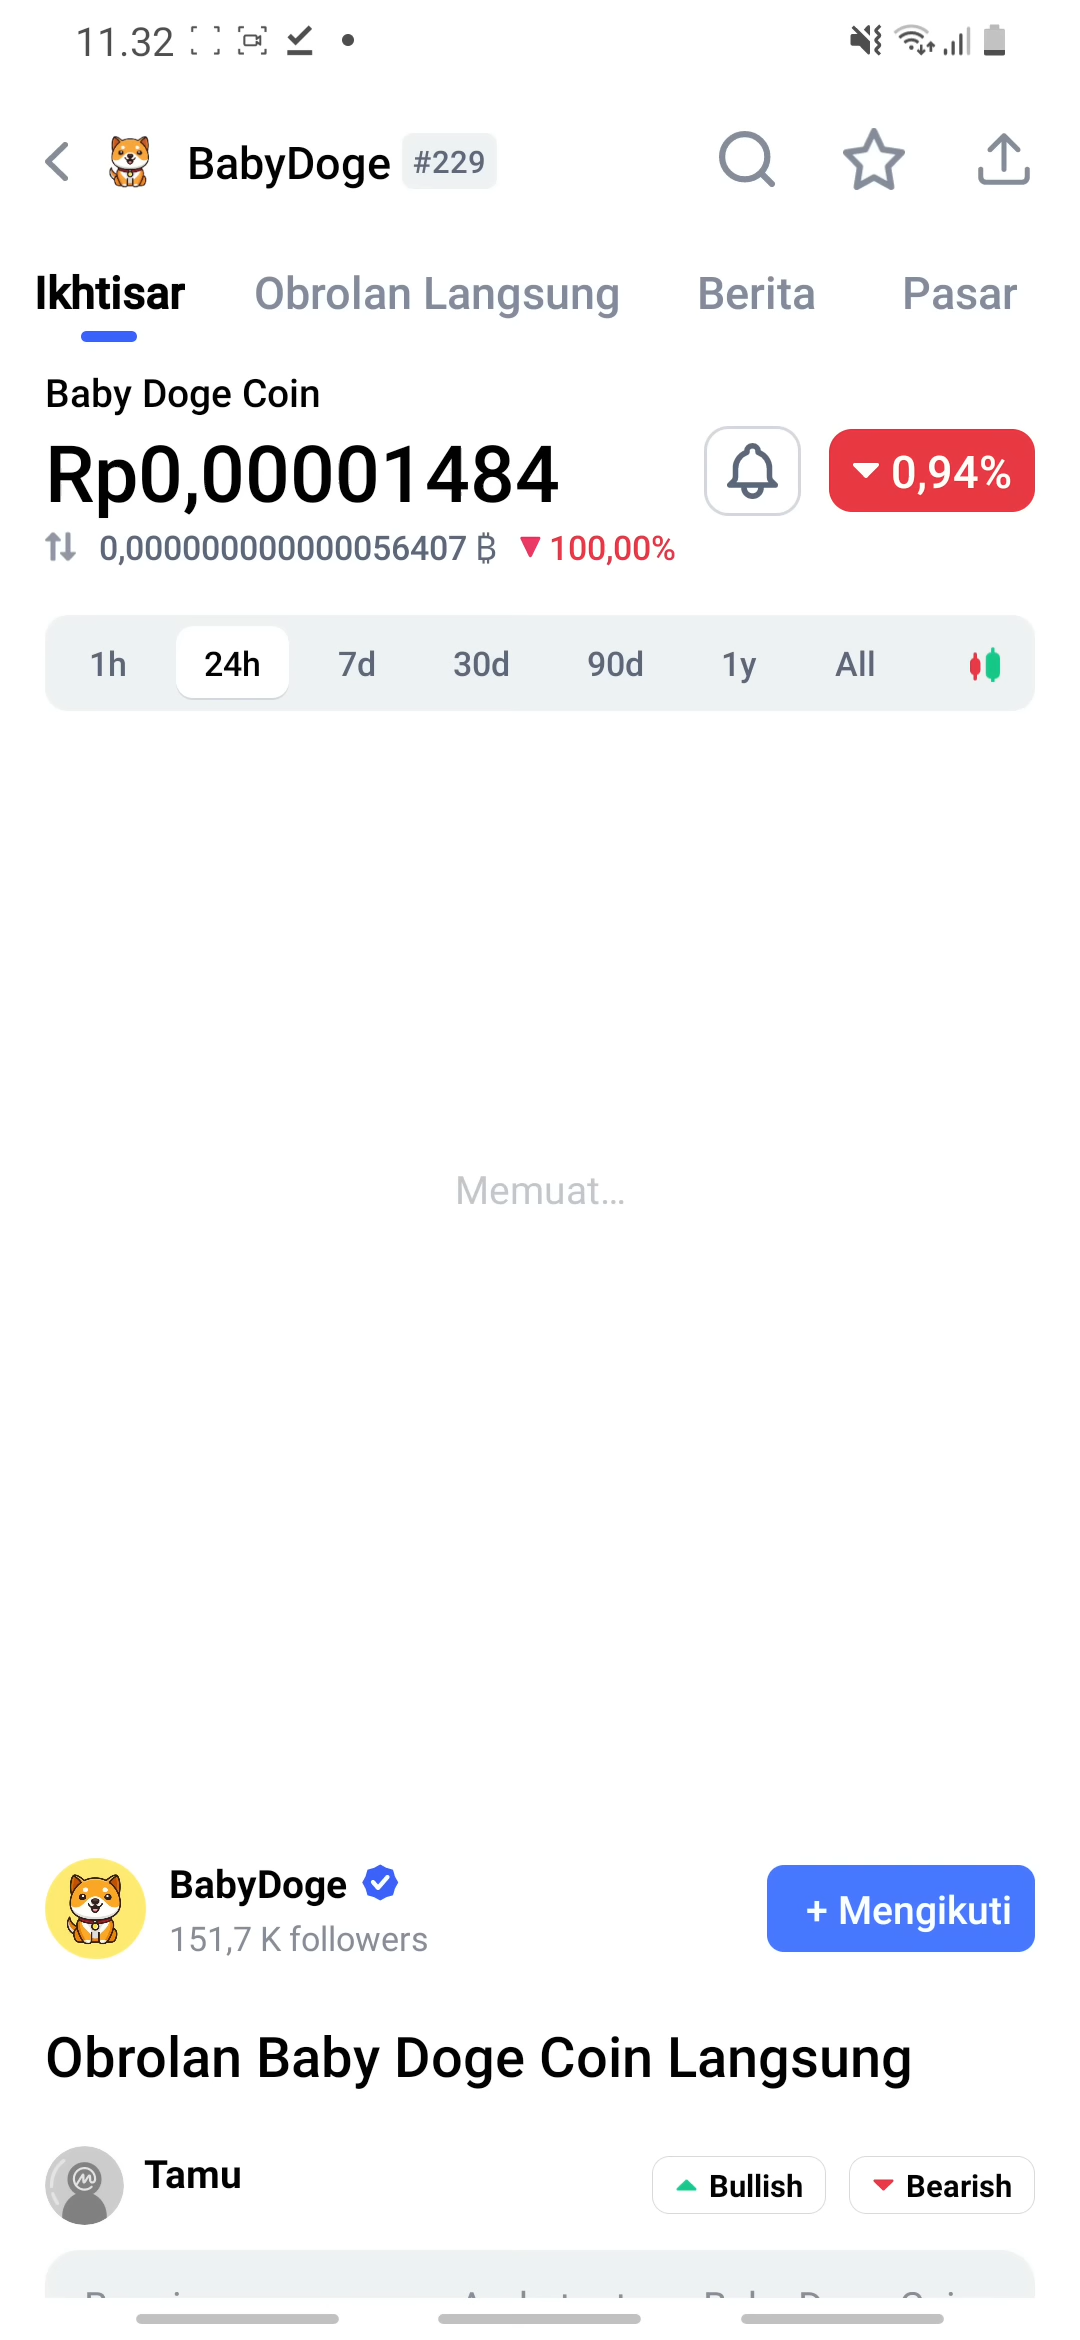 11.32
BabyDoge #229
Ikhtisar Obrolan Langsung Berita Pasar
Baby Doge Coin
Rp0,00001484 0,94%
0,000000000000056407 ₿ 100,00%
1h 24h 7d 30d 90d 1y All
Memuat...
BabyDoge
151,7 K followers
+ Mengikuti
Obrolan Baby Doge Coin Langsung
Tamu
Bullish Bearish